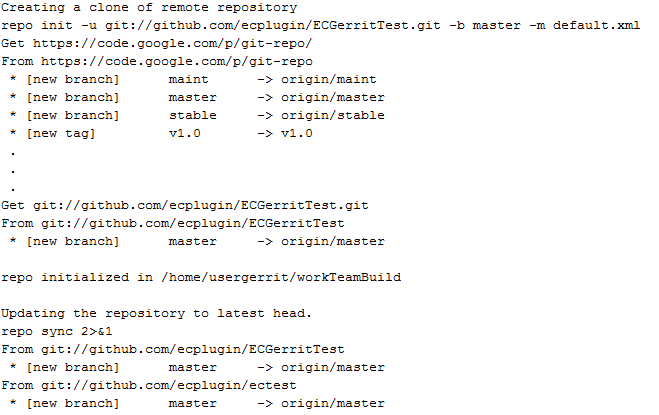 Creating a clone of remote repository
repo init -u git://github.com/ecplugin/ECGerritTest.git -b master -m default.xml
Get https://code.google.com/p/git-repo/
From https://code.google.com/p/git-repo
 * [new branch]      maint      -> origin/maint
 * [new branch]      master     -> origin/master
 * [new branch]      stable     -> origin/stable
 * [new tag]         v1.0       -> v1.0
 .
 .
 .
Get git://github.com/ecplugin/ECGerritTest.git
From git://github.com/ecplugin/ECGerritTest
 * [new branch]      master     -> origin/master

repo initialized in /home/usergerrit/workTeamBuild

Updating the repository to latest head.
repo sync 2>&1
From git://github.com/ecplugin/ECGerritTest
 * [new branch]      master     -> origin/master
From git://github.com/ecplugin/ectest
 * [new branch]      master     -> origin/master